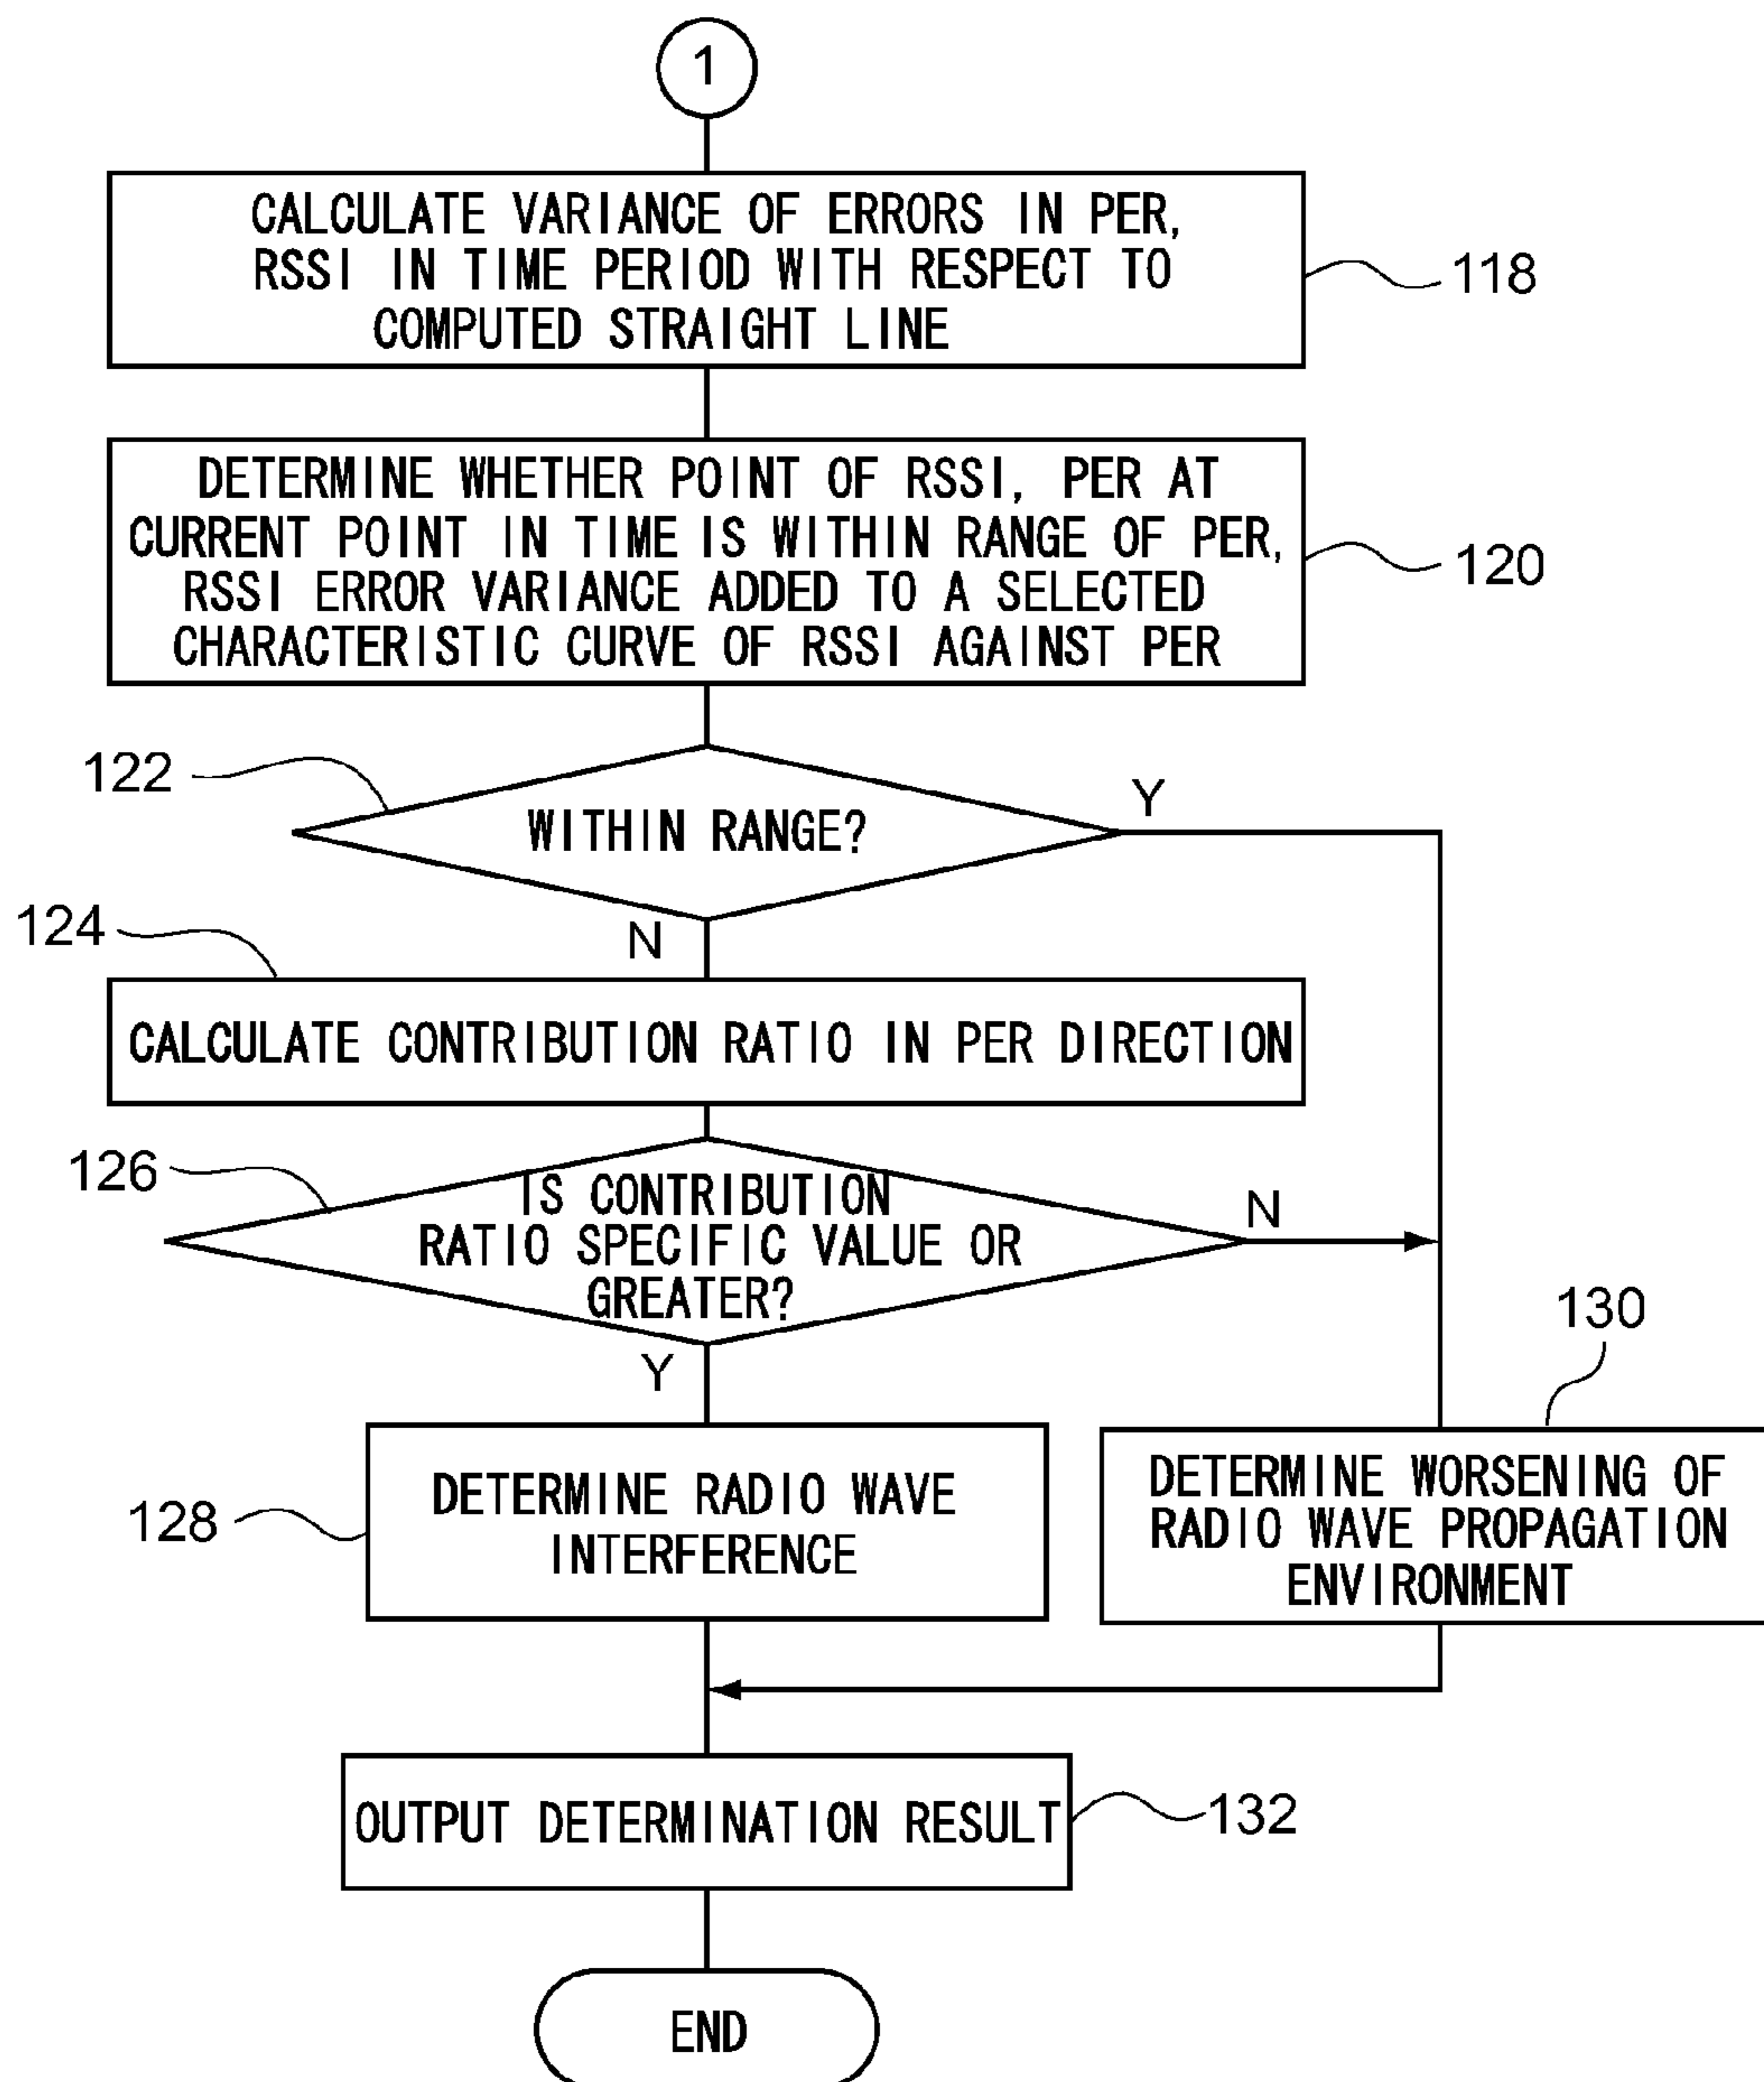 1
CALCULATE VARIANCE OF ERRORS IN PER,
RSSI IN TIME PERIOD WITH RESPECT TO
COMPUTED STRAIGHT LINE
118
DETERMINE WHETHER POINT OF RSSI, PER AT
CURRENT POINT IN TIME IS WITHIN RANGE OF PER,
RSSI ERROR VARIANCE ADDED TO A SELECTED
CHARACTERISTIC CURVE OF RSSI AGAINST PER
120
122
WITHIN RANGE?
Y
N
124
CALCULATE CONTRIBUTION RATIO IN PER DIRECTION
126
IS CONTRIBUTION
RATIO SPECIFIC VALUE OR
GREATER?
N
Y
128
DETERMINE RADIO WAVE
INTERFERENCE
130
DETERMINE WORSENING OF
RADIO WAVE PROPAGATION
ENVIRONMENT
OUTPUT DETERMINATION RESULT
132
END